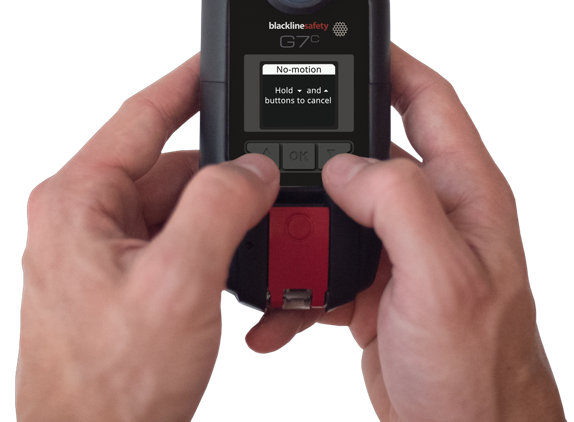 blacklinesafety
G7c
No-motion
Hold ▾ and ▴
buttons to cancel
OK